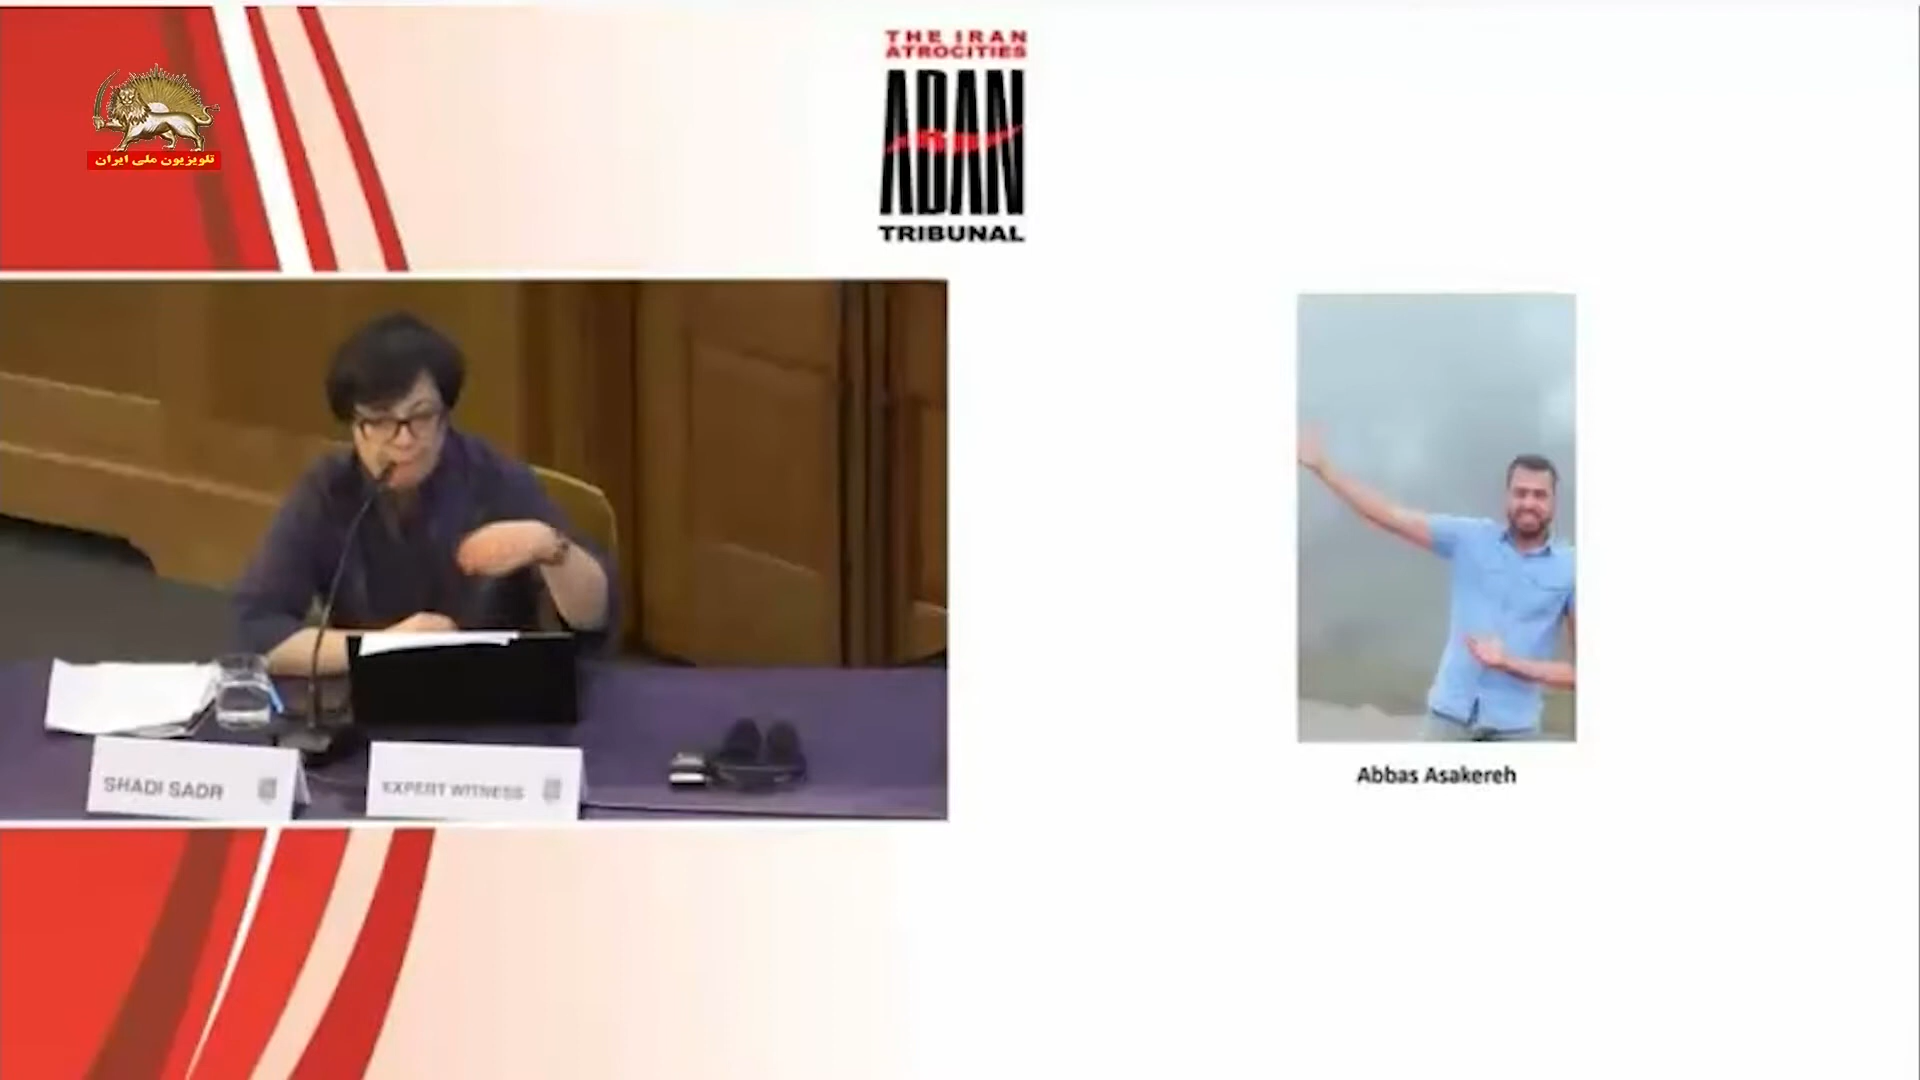 THE IRAN
ATROCITIES
ABAN
TRIBUNAL
تلویزیون ملی ایران
SHADI SADR
EXPERT WITNESS
Abbas Asakereh